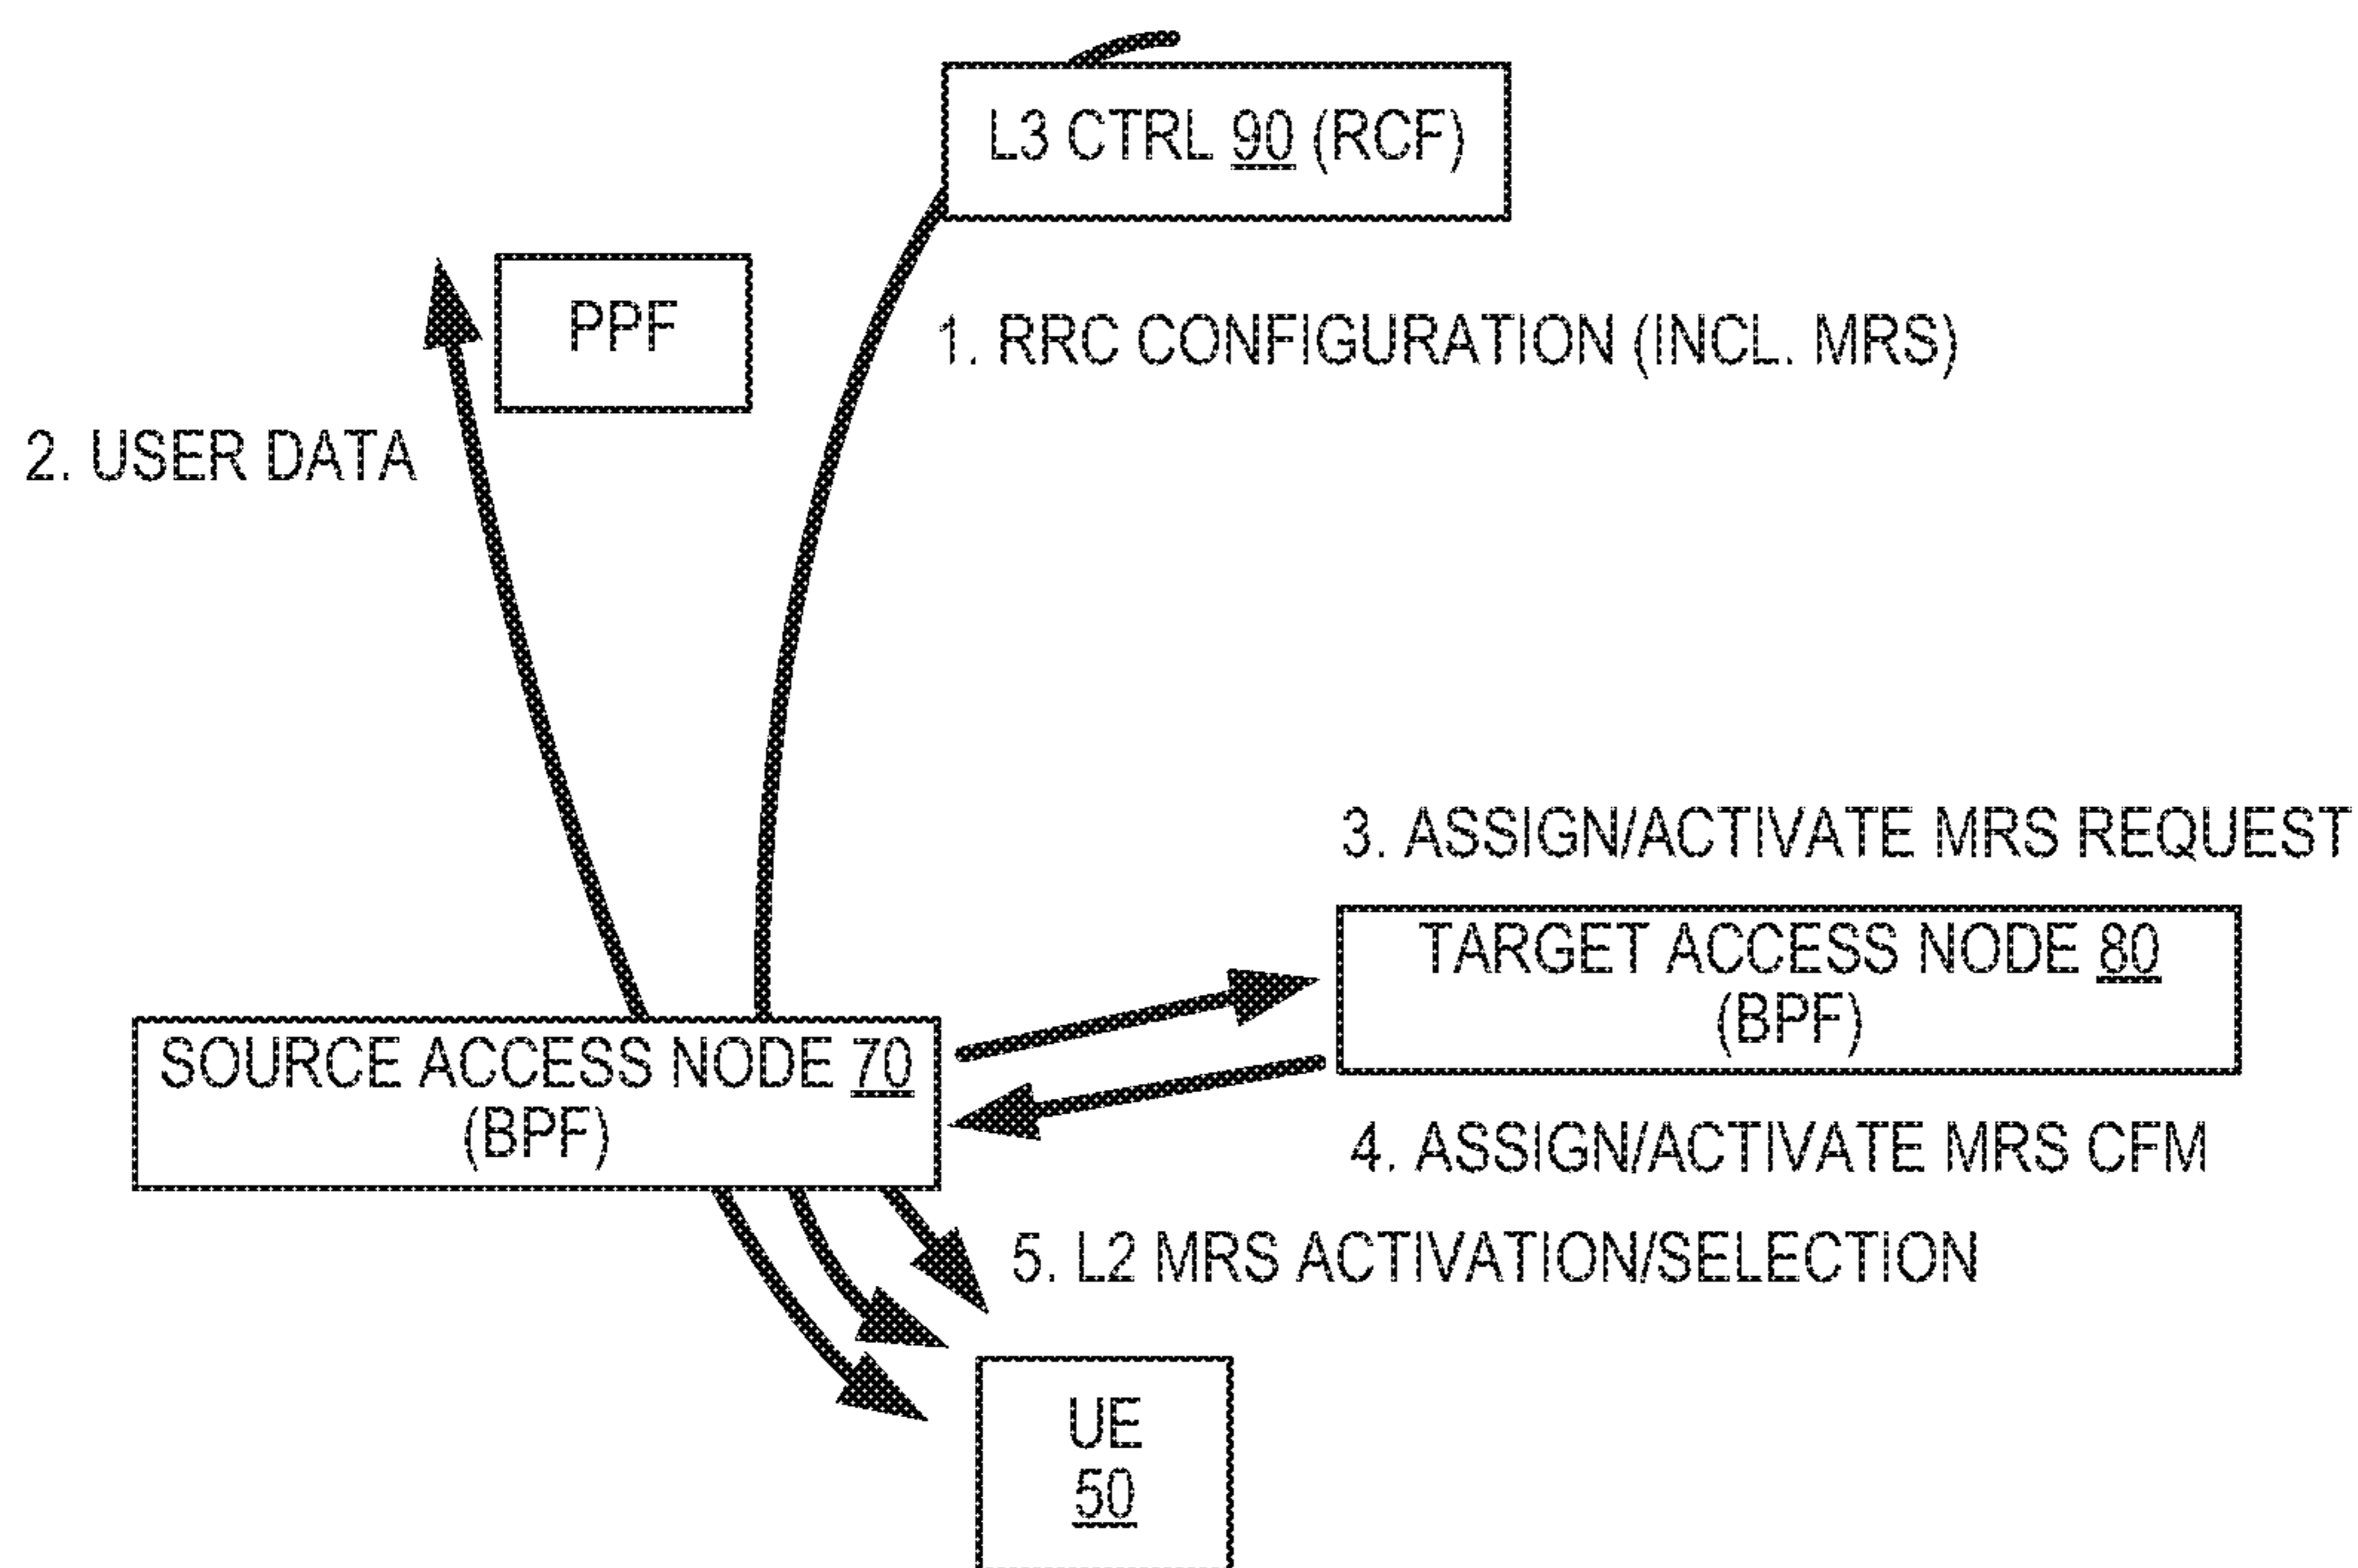 L3 CTRL 90 (RCF)
PPF
1. RRC CONFIGURATION (INCL. MRS)
2. USER DATA
3. ASSIGN/ACTIVATE MRS REQUEST
TARGET ACCESS NODE 80
(BPF)
SOURCE ACCESS NODE 70
(BPF)
4. ASSIGN/ACTIVATE MRS CFM
5. L2 MRS ACTIVATION/SELECTION
UE
50